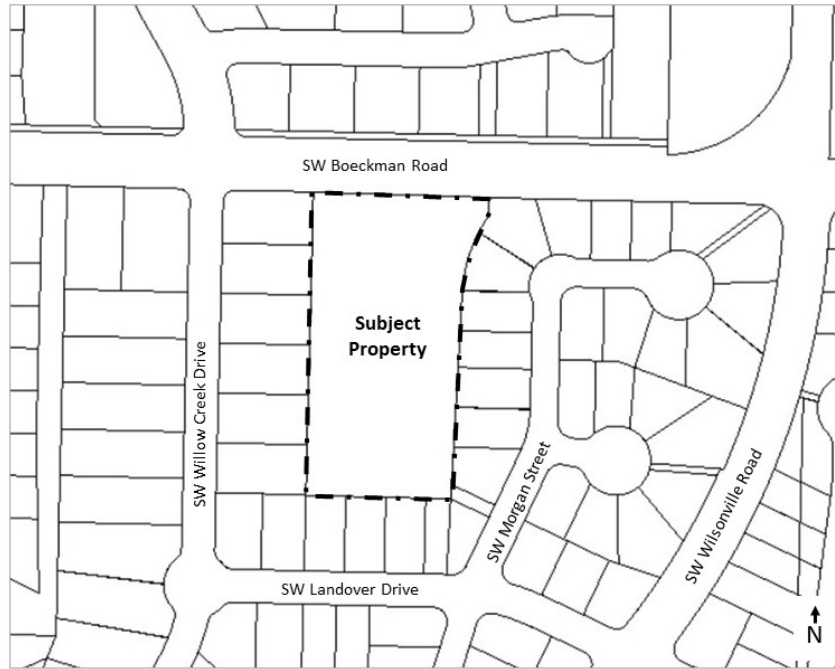 SW Boeckman Road
Subject
Property
SW Willow Creek Drive
SW Morgan Street
SW Wilsonville Road
SW Landover Drive
N